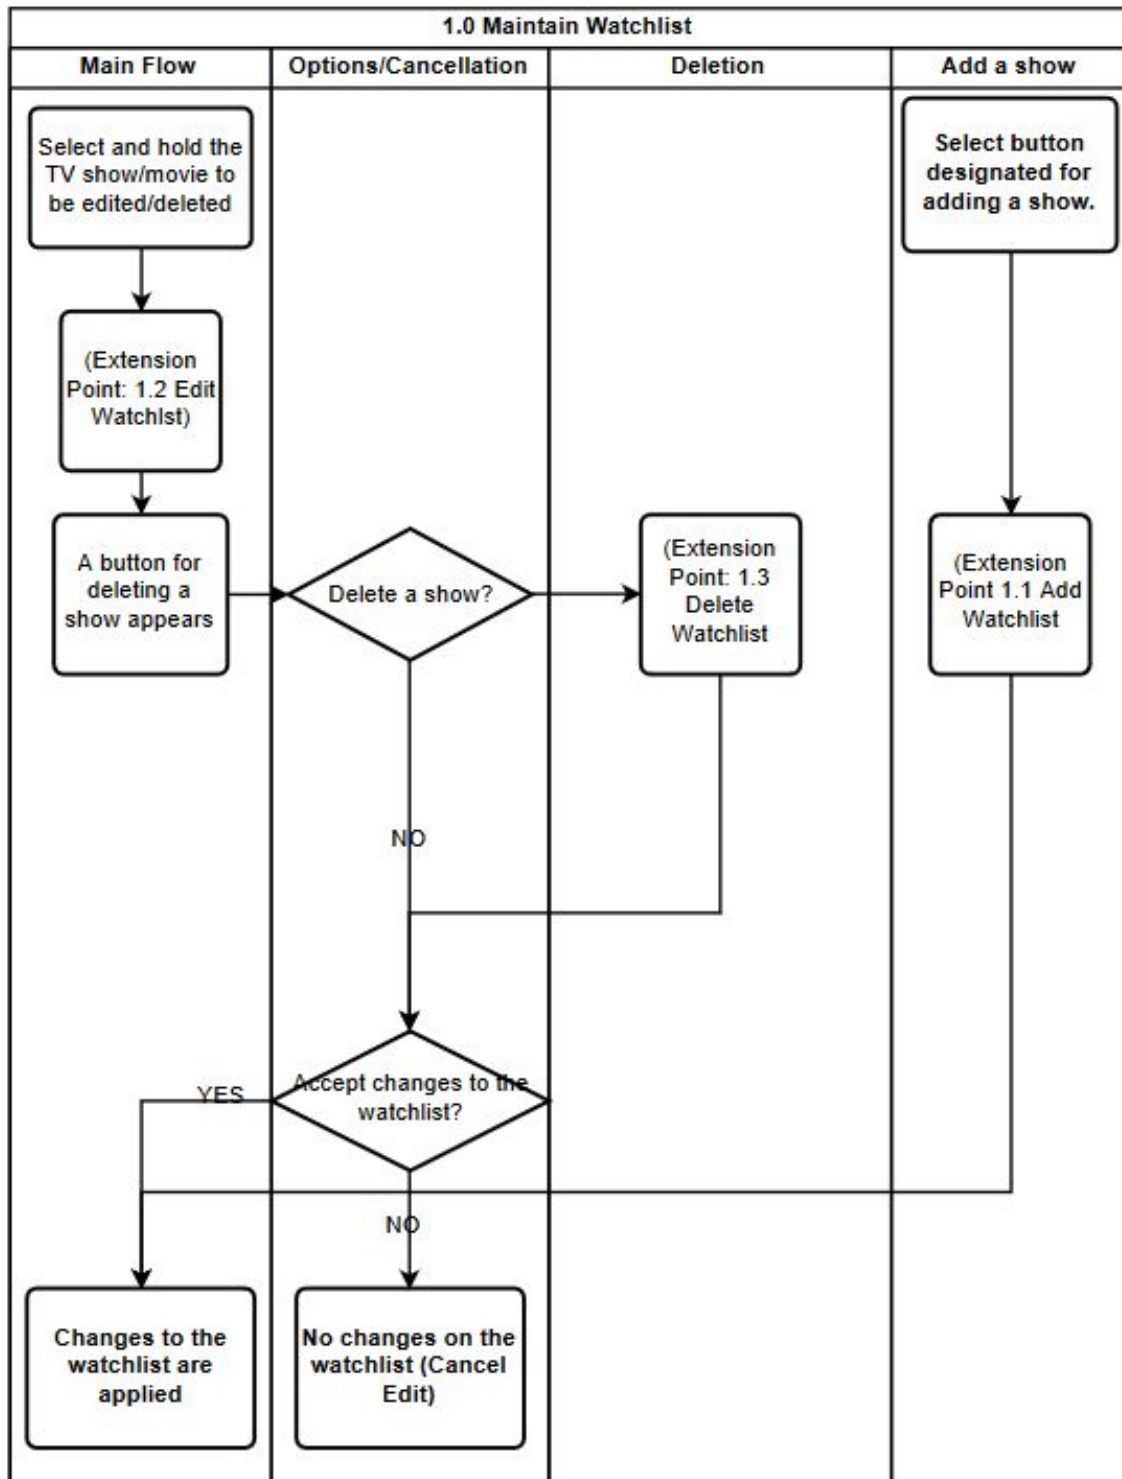 1.0 Maintain Watchlist
Main Flow
Options/Cancellation
Deletion
Add a show
Select and hold the
TV show/movie to
be edited/deleted
Select button
designated for
adding a show.
(Extension
Point: 1.2 Edit
Watchlst)
A button for
deleting a
show appears
Delete a show?
(Extension
Point: 1.3
Delete
Watchlist
(Extension
Point 1.1 Add
Watchlist
NO
Accept changes to the
watchlist?
YES
NO
Changes to the
watchlist are
applied
No changes on the
watchlist (Cancel
Edit)